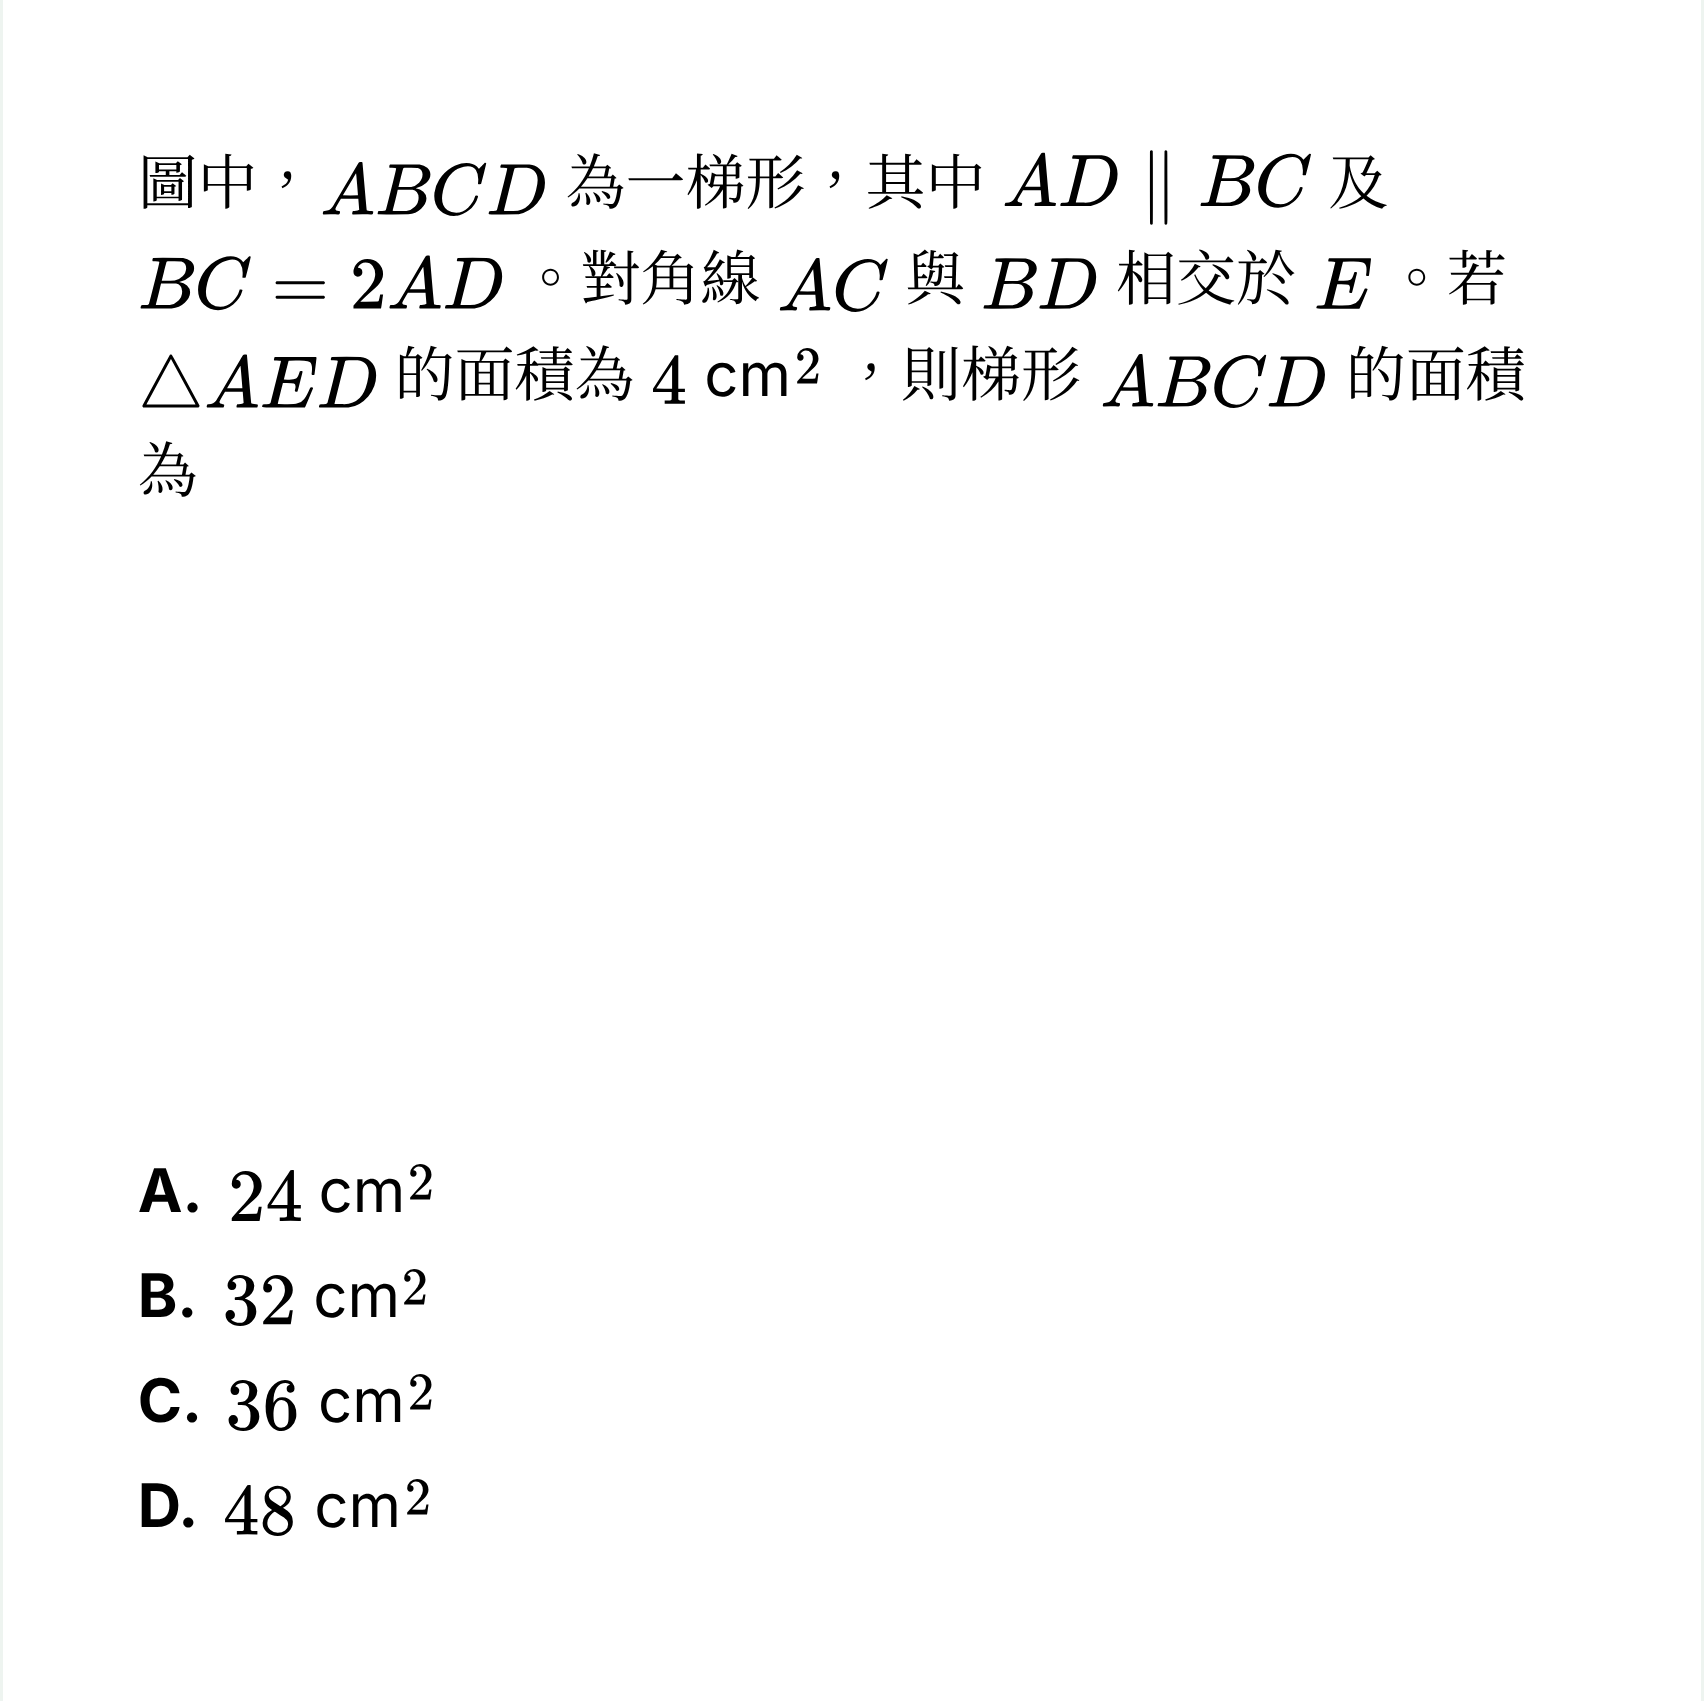 圖中，ABCD 為一梯形，其中 AD ∥ BC 及
BC = 2AD 。對角線 AC 與 BD 相交於 E 。若
△AED 的面積為 4 cm² ，則梯形 ABCD 的面積
為
A. 24 cm²
B. 32 cm²
C. 36 cm²
D. 48 cm²